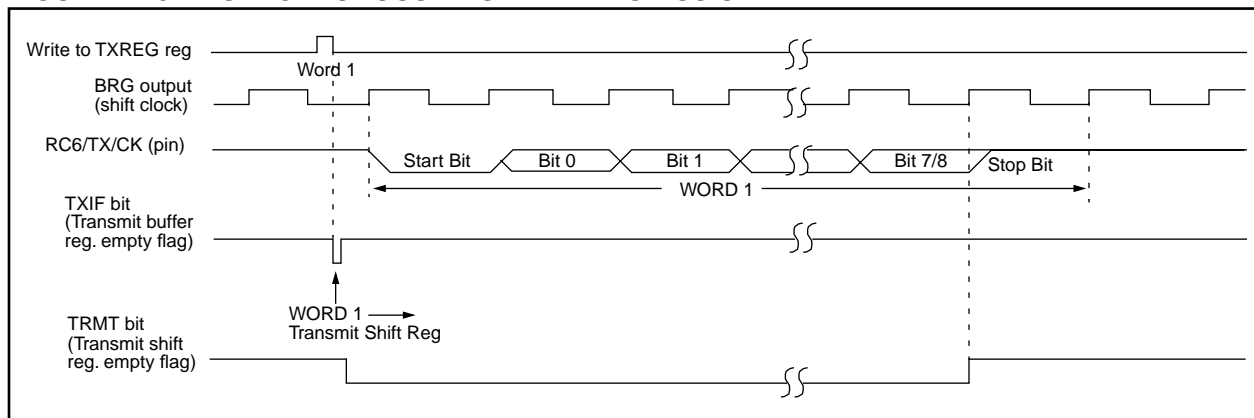 Write to TXREG reg
Word 1
BRG output
(shift clock)
RC6/TX/CK (pin)
Start Bit
Bit 0
Bit 1
Bit 7/8
Stop Bit
WORD 1
TXIF bit
(Transmit buffer
reg. empty flag)
WORD 1
Transmit Shift Reg
TRMT bit
(Transmit shift
reg. empty flag)